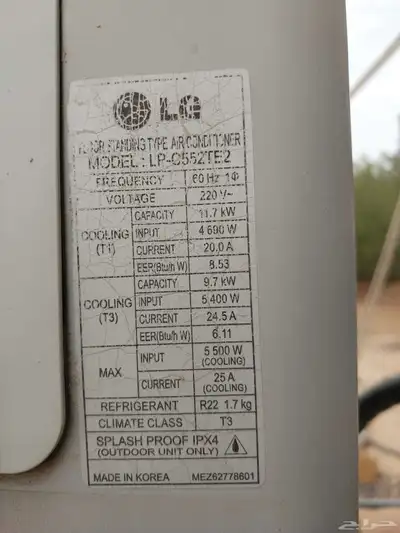 LG
FLOOR STANDING TYPE AIR CONDITIONER
MODEL : LP-C552TE2
FREQUENCY 60 Hz 1Φ
VOLTAGE 220 V~
COOLING (T1)
CAPACITY 11.7 kW
INPUT 4 690 W
CURRENT 20.0 A
EER(Btu/h W) 8.53
COOLING (T3)
CAPACITY 9.7 kW
INPUT 5 400 W
CURRENT 24.5 A
EER(Btu/h W) 6.11
MAX
INPUT 5 500 W (COOLING)
CURRENT 25 A (COOLING)
REFRIGERANT R22 1.7 kg
CLIMATE CLASS T3
SPLASH PROOF IPX4
(OUTDOOR UNIT ONLY)
MADE IN KOREA MEZ62778601
حراج